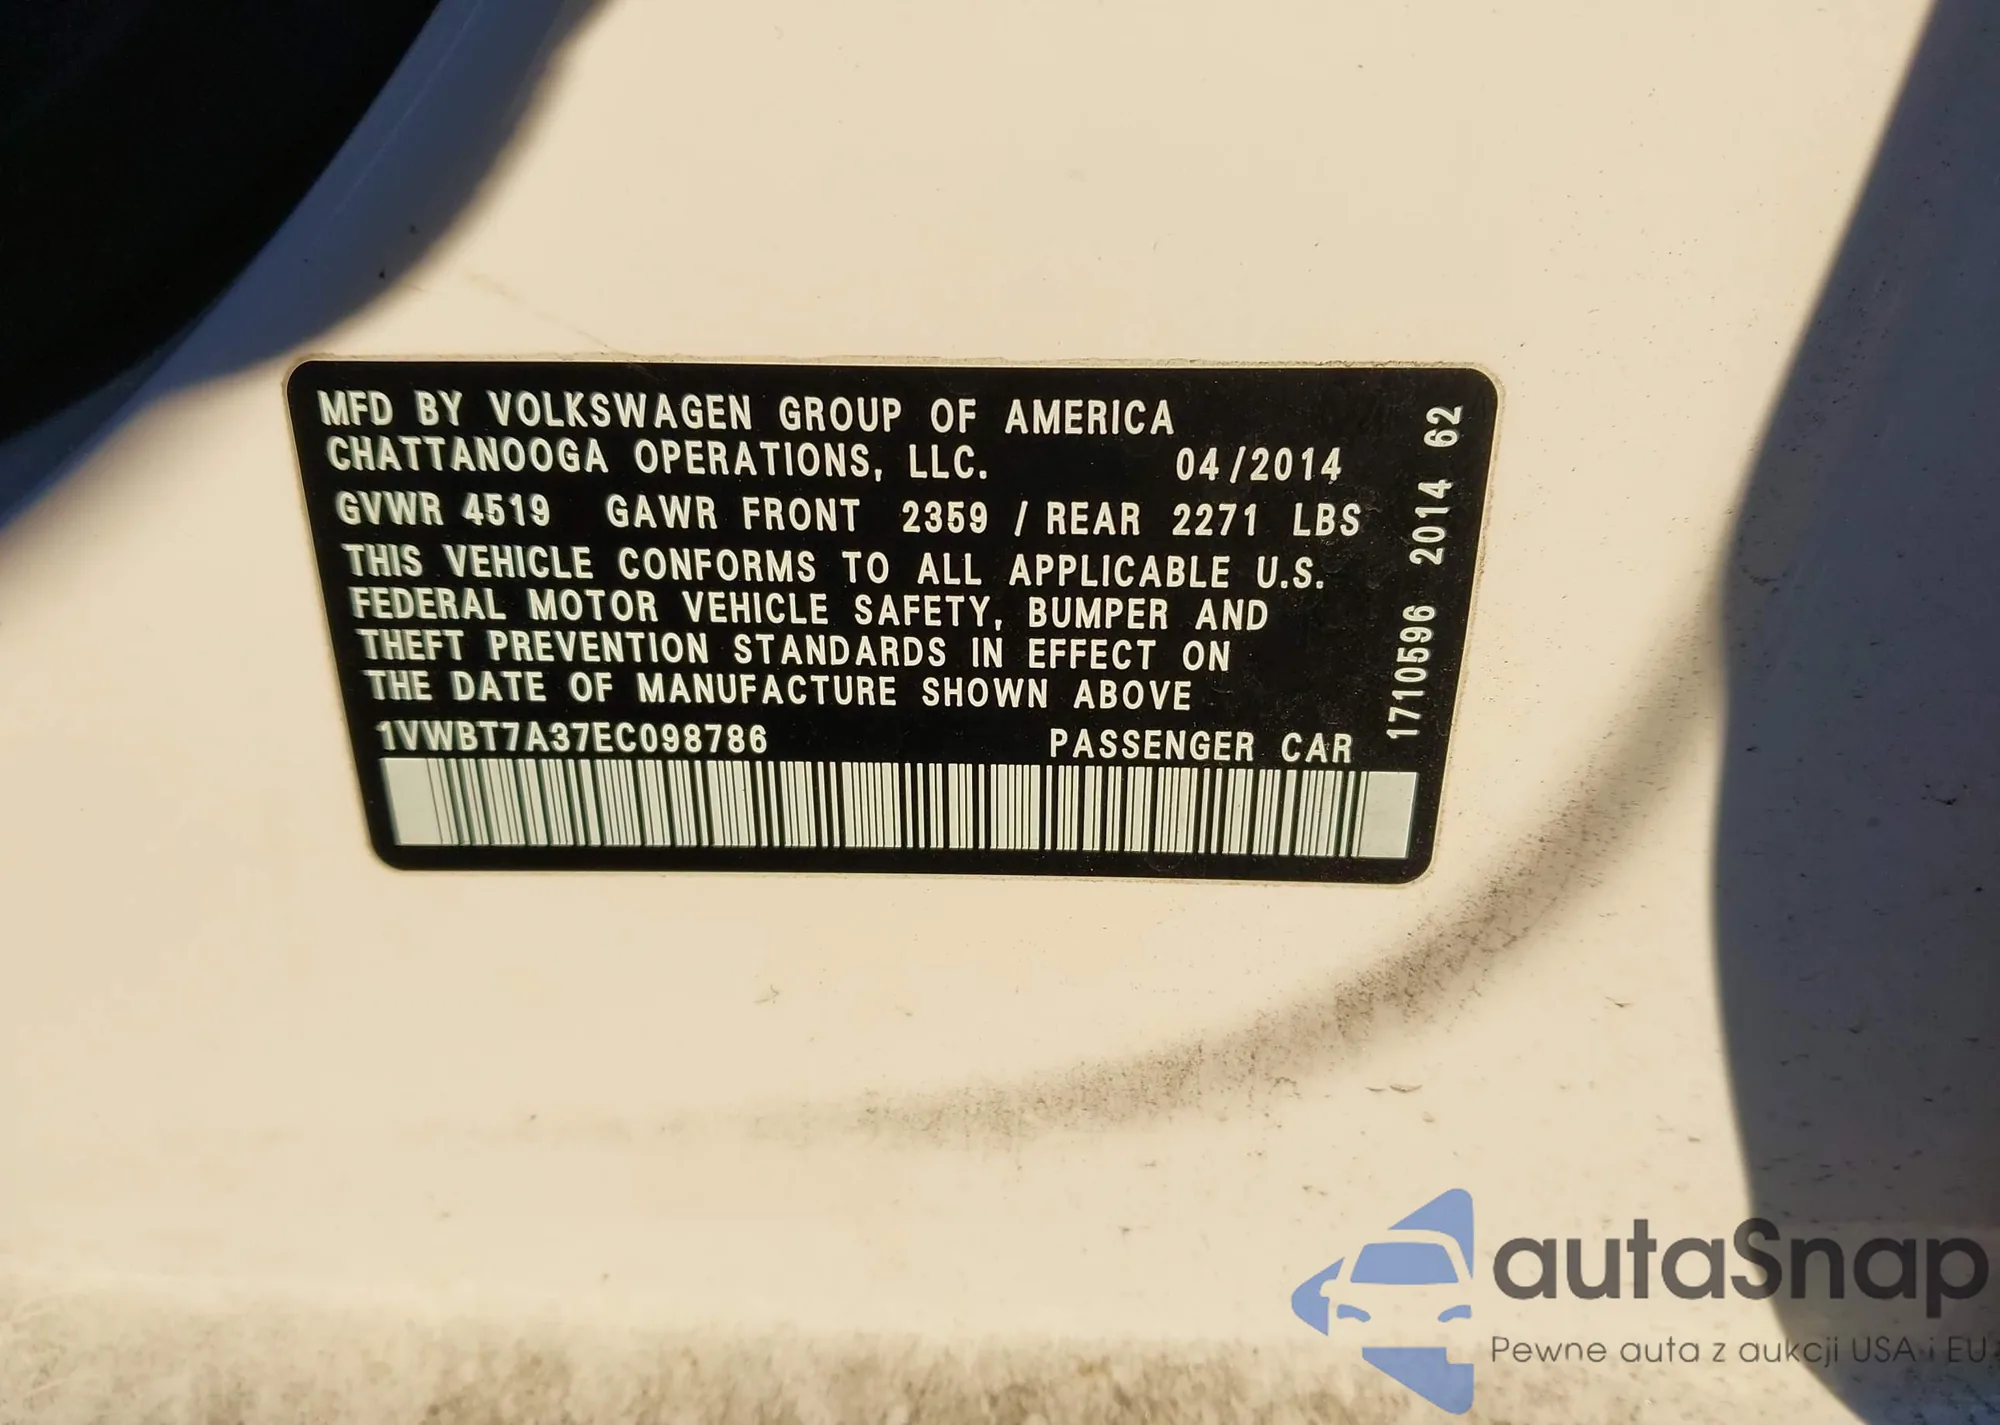 MFD BY VOLKSWAGEN GROUP OF AMERICA
CHATTANOOGA OPERATIONS, LLC. 04/2014
GVWR 4519 GAWR FRONT 2359 / REAR 2271 LBS
THIS VEHICLE CONFORMS TO ALL APPLICABLE U.S.
FEDERAL MOTOR VEHICLE SAFETY, BUMPER AND
THEFT PREVENTION STANDARDS IN EFFECT ON
THE DATE OF MANUFACTURE SHOWN ABOVE
1VWBT7A37EC098786 PASSENGER CAR
1710596 2014 62
autaSnap
Pewne auta z aukcji USA i EU